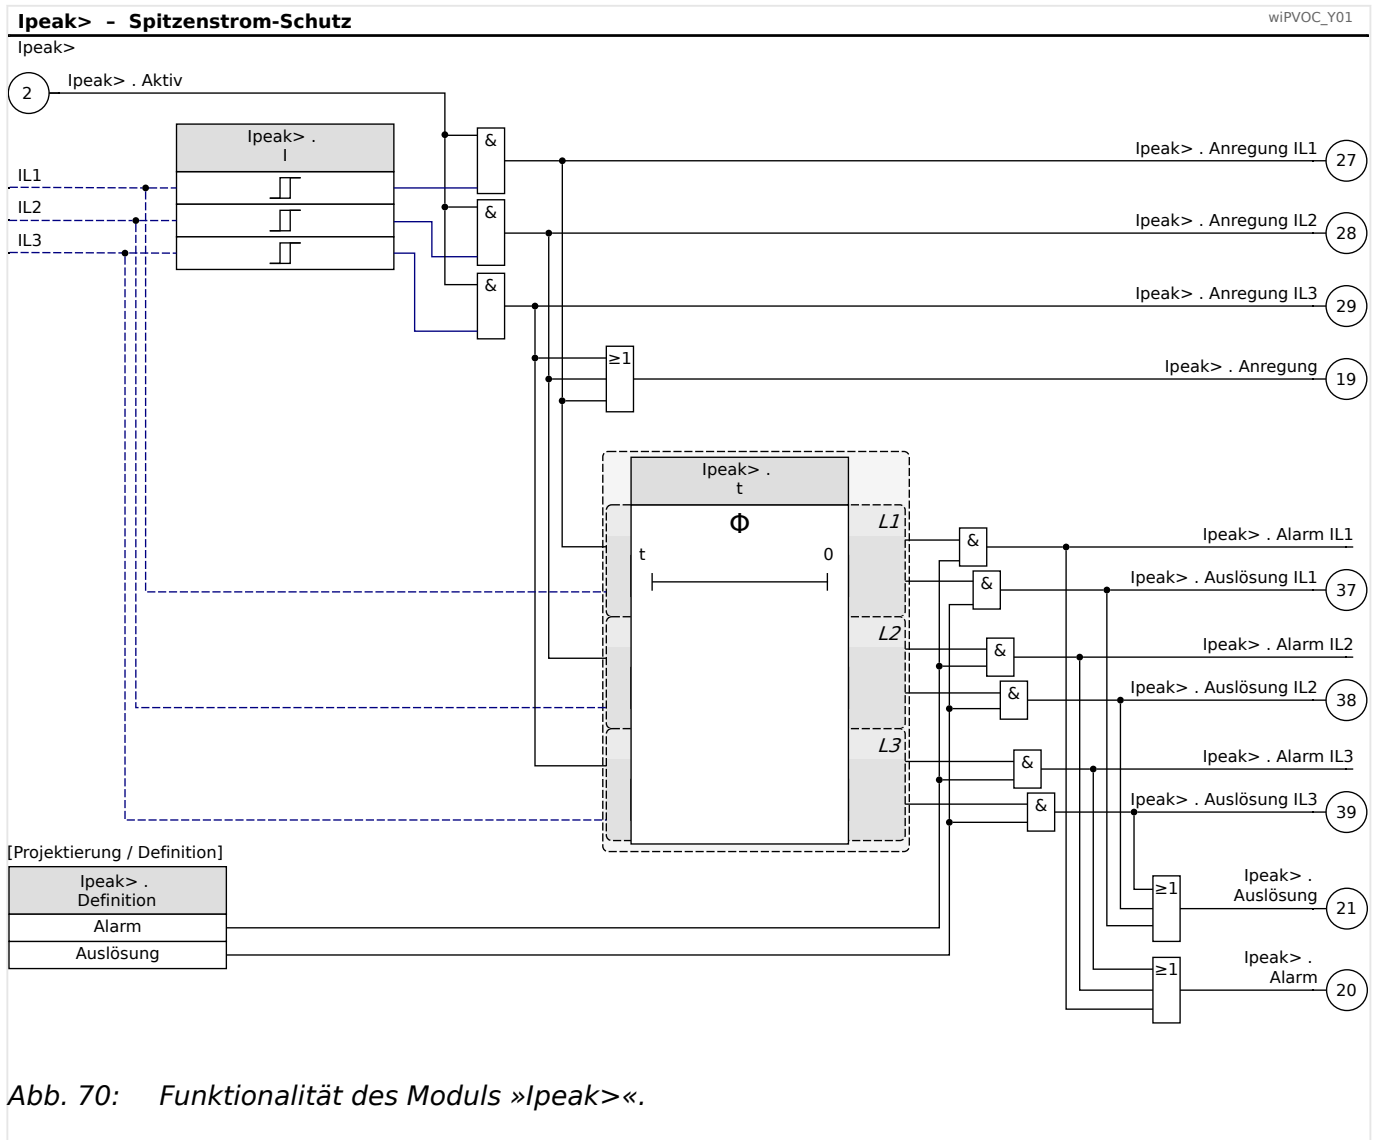 Ipeak> – Spitzenstrom-Schutz
wiPVOC_Y01
Ipeak>
2
Ipeak> . Aktiv
Ipeak> .
I
IL1
IL2
IL3
&
&
&
Ipeak> . Anregung IL1
27
Ipeak> . Anregung IL2
28
Ipeak> . Anregung IL3
29
≥1
Ipeak> . Anregung
19
Ipeak> .
t
Φ
t
0
L1
L2
L3
&
Ipeak> . Alarm IL1
&
Ipeak> . Auslösung IL1
37
&
Ipeak> . Alarm IL2
&
Ipeak> . Auslösung IL2
38
&
Ipeak> . Alarm IL3
&
Ipeak> . Auslösung IL3
39
[Projektierung / Definition]
Ipeak> .
Definition
Alarm
Auslösung
≥1
Ipeak> .
Auslösung
21
≥1
Ipeak> .
Alarm
20
Abb. 70: Funktionalität des Moduls »Ipeak>«.